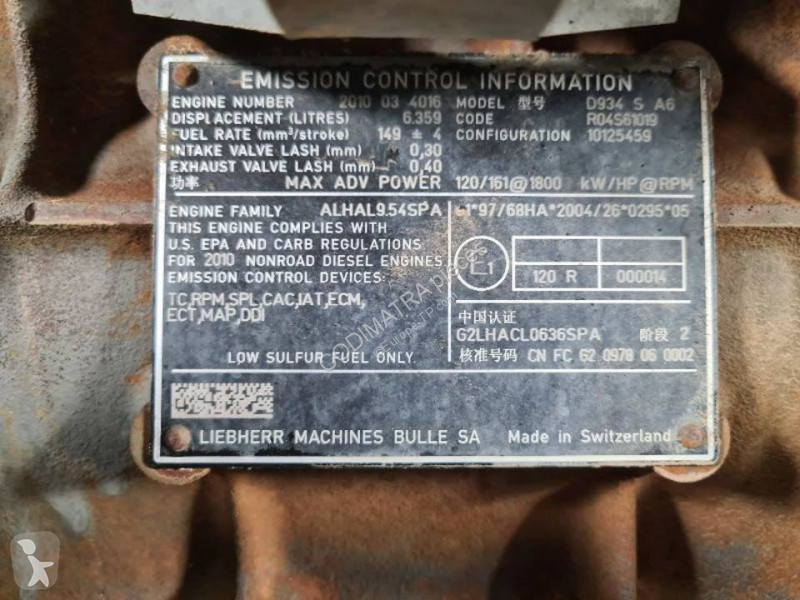 EMISSION CONTROL INFORMATION
ENGINE NUMBER 2010 03 4016 MODEL 型号 D934 S A6
DISPLACEMENT (LITRES) 6.359 CODE R04S61019
FUEL RATE (mm³/stroke) 149 ± 4 CONFIGURATION 10125459
INTAKE VALVE LASH (mm) 0,30
EXHAUST VALVE LASH (mm) 0,40
功率 MAX ADV POWER 120/161@1800 kW/HP@RPM
ENGINE FAMILY ALHAL9.54SPA e1*97/68HA*2004/26*0295*05
THIS ENGINE COMPLIES WITH
U.S. EPA AND CARB REGULATIONS
FOR 2010 NONROAD DIESEL ENGINES
EMISSION CONTROL DEVICES:
TC,RPM,SPL,CAC,IAT,ECM,
ECT,MAP,DDI
E1
120 R 000014
中国认证
G2LHACL0636SPA 阶段 2
LOW SULFUR FUEL ONLY
核准号码 CN FC 62 0978 06 0002
LIEBHERR MACHINES BULLE SA Made in Switzerland
CODIMATRA pièces